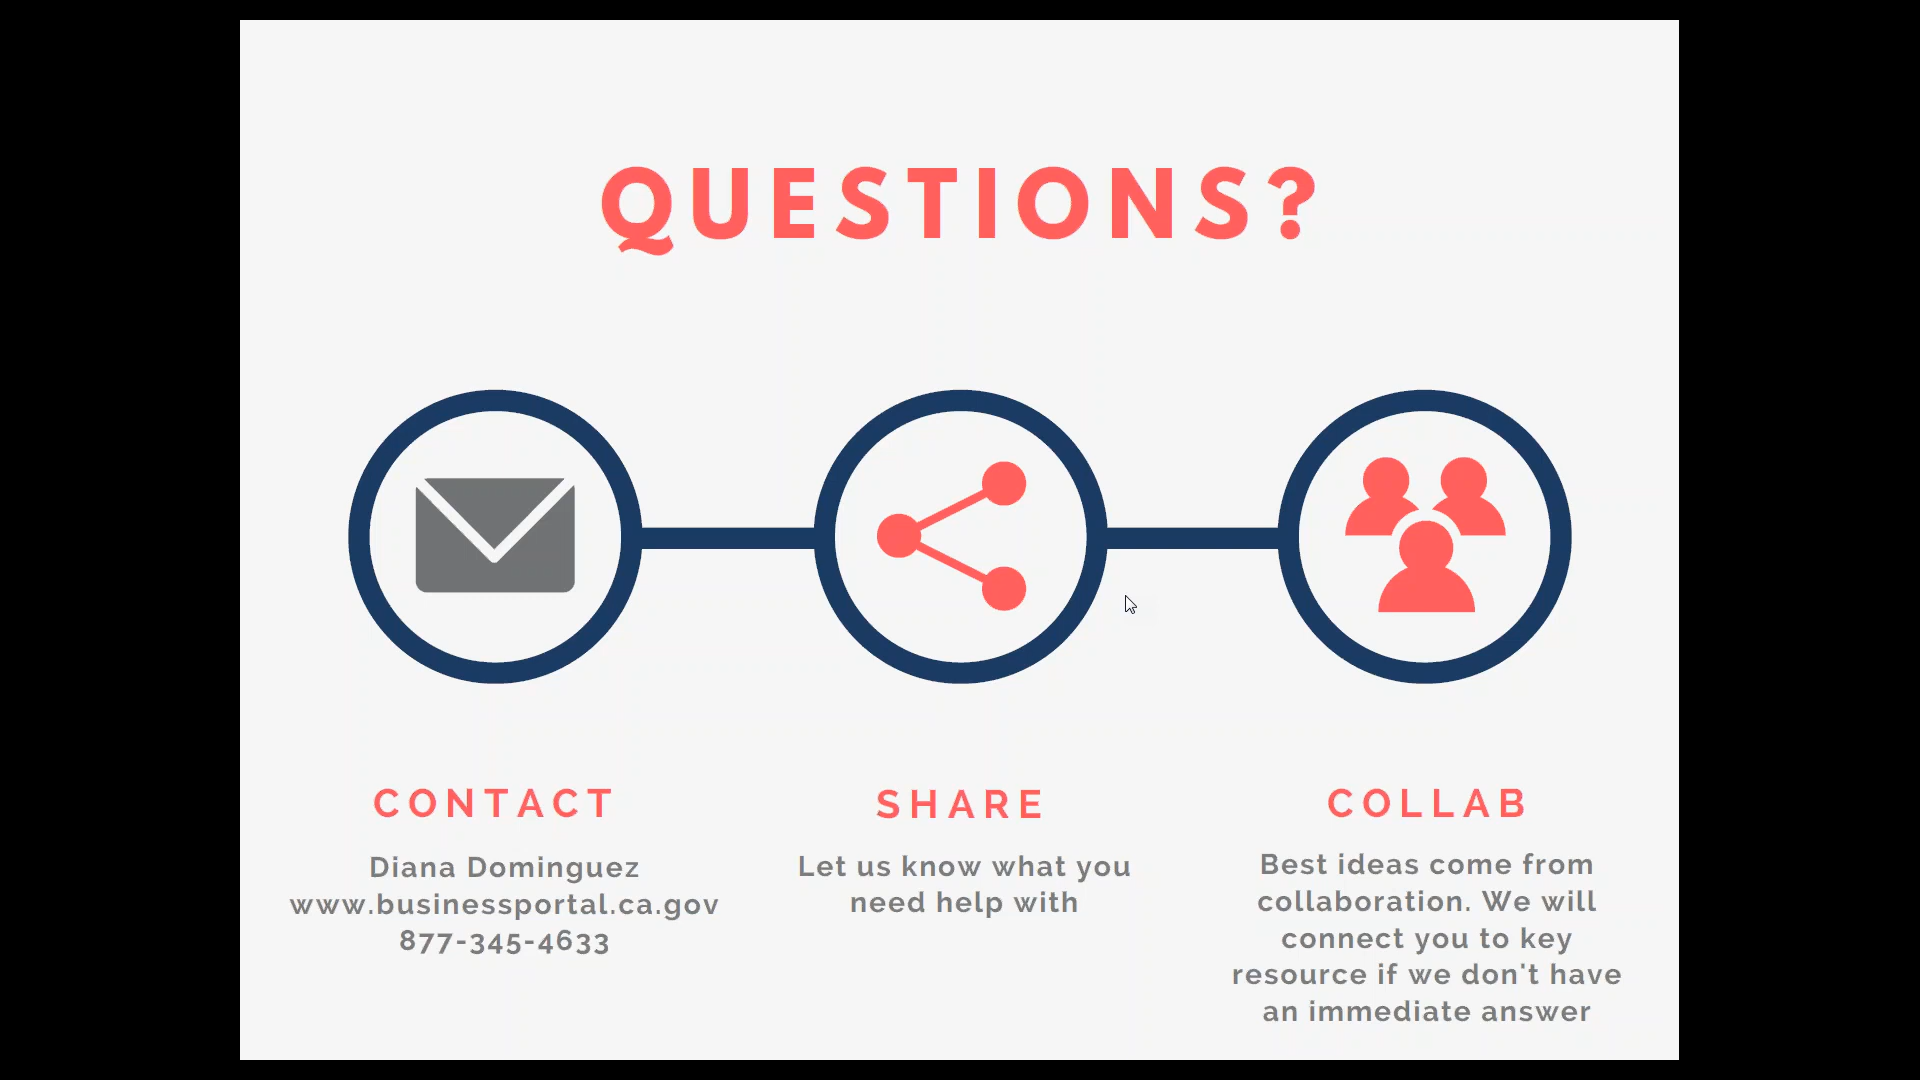 QUESTIONS?
CONTACT
Diana Dominguez
www.businessportal.ca.gov
877-345-4633
SHARE
Let us know what you
need help with
COLLAB
Best ideas come from
collaboration. We will
connect you to key
resource if we don't have
an immediate answer